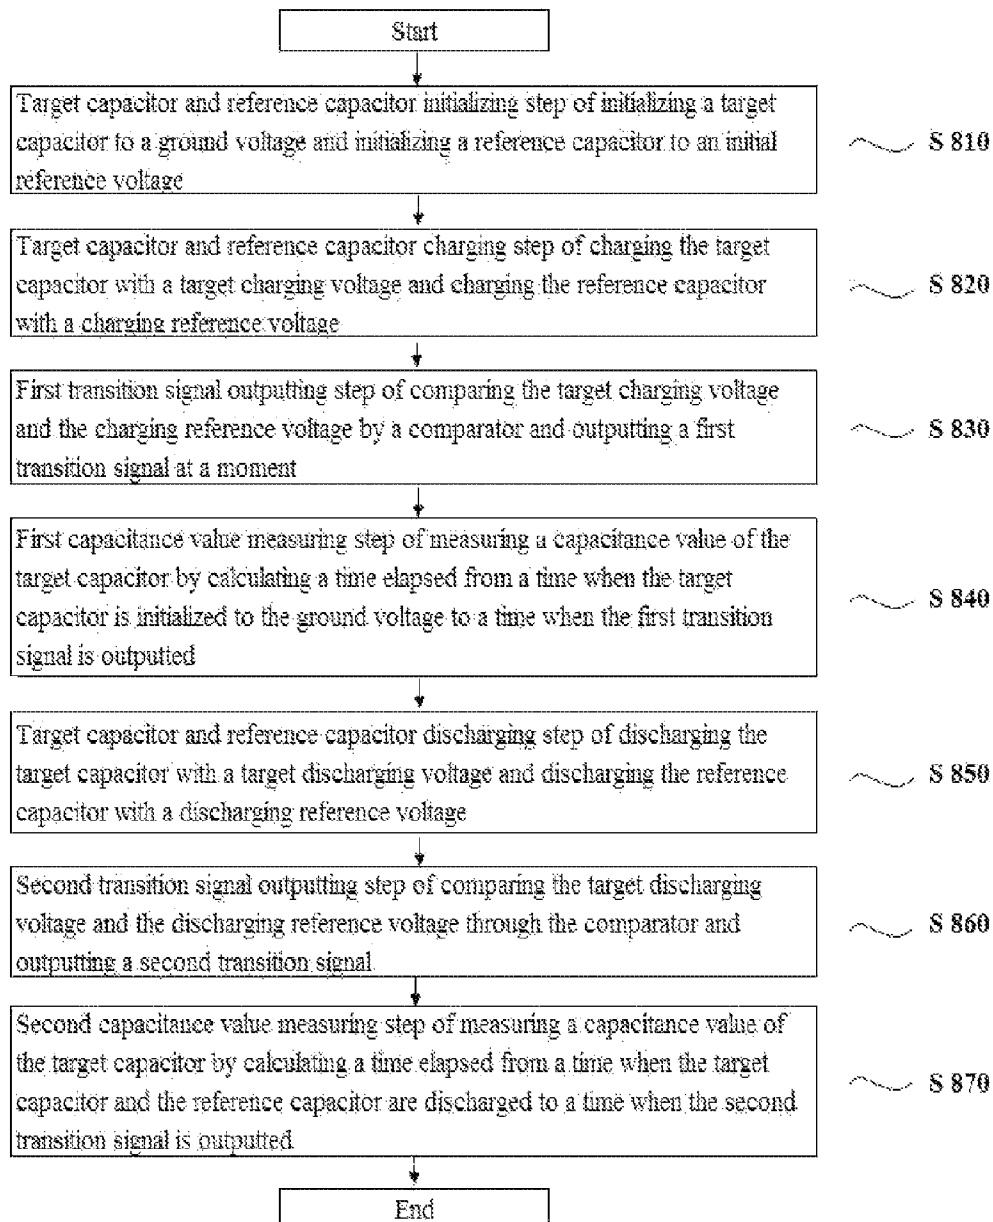 Start
Target capacitor and reference capacitor initializing step of initializing a target
capacitor to a ground voltage and initializing a reference capacitor to an initial
reference voltage
S 810
Target capacitor and reference capacitor charging step of charging the target
capacitor with a target charging voltage and charging the reference capacitor
with a charging reference voltage
S 820
First transition signal outputting step of comparing the target charging voltage
and the charging reference voltage by a comparator and outputting a first
transition signal at a moment
S 830
First capacitance value measuring step of measuring a capacitance value of the
target capacitor by calculating a time elapsed from a time when the target
capacitor is initialized to the ground voltage to a time when the first transition
signal is outputted
S 840
Target capacitor and reference capacitor discharging step of discharging the
target capacitor with a target discharging voltage and discharging the reference
capacitor with a discharging reference voltage
S 850
Second transition signal outputting step of comparing the target discharging
voltage and the discharging reference voltage through the comparator and
outputting a second transition signal
S 860
Second capacitance value measuring step of measuring a capacitance value of
the target capacitor by calculating a time elapsed from a time when the target
capacitor and the reference capacitor are discharged to a time when the second
transition signal is outputted
S 870
End